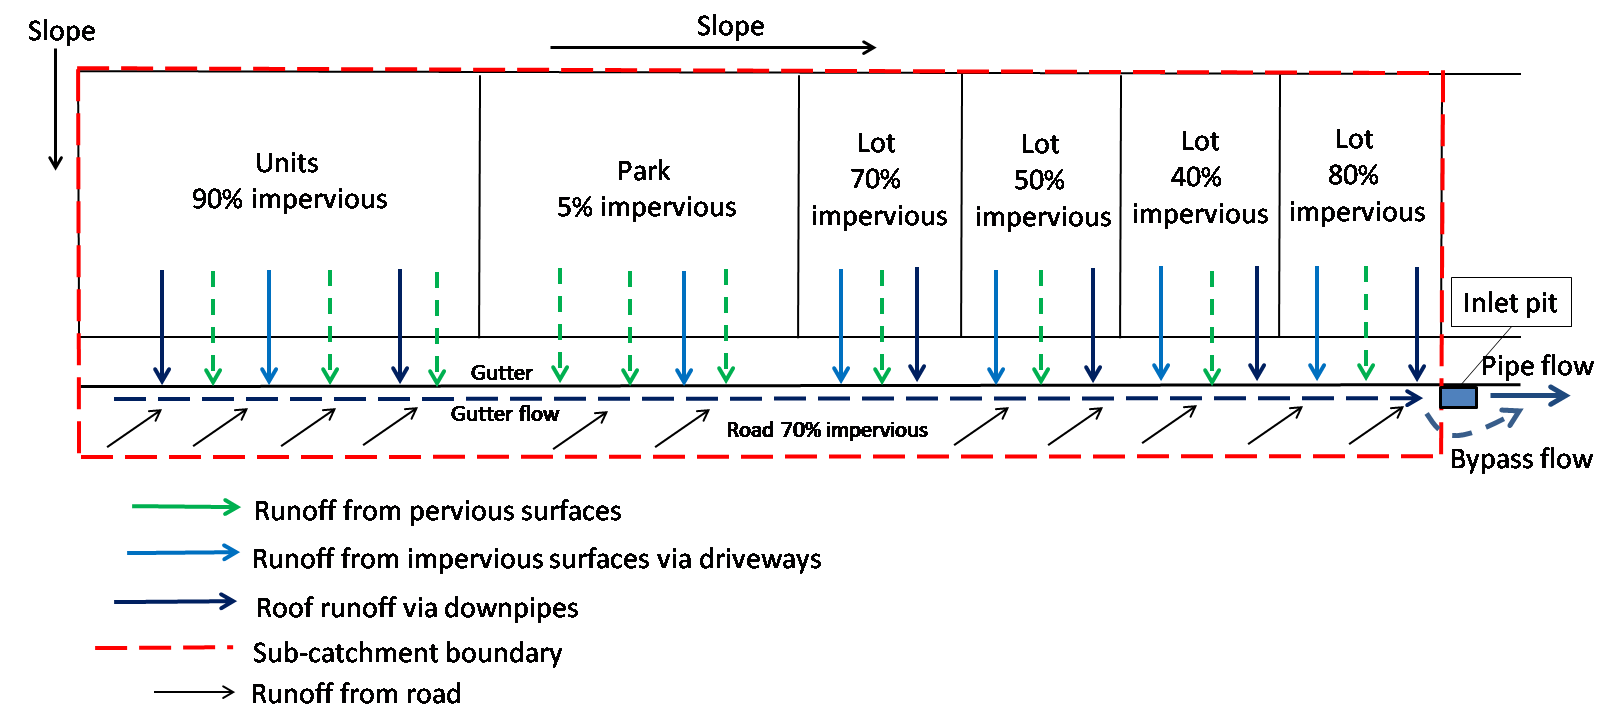 Slope
Slope
Units
90% impervious
Park
5% impervious
Lot
70%
impervious
Lot
50%
impervious
Lot
40%
impervious
Lot
80%
impervious
Inlet pit
Pipe flow
Gutter
Gutter flow
Road 70% impervious
Bypass flow
Runoff from pervious surfaces
Runoff from impervious surfaces via driveways
Roof runoff via downpipes
Sub-catchment boundary
Runoff from road